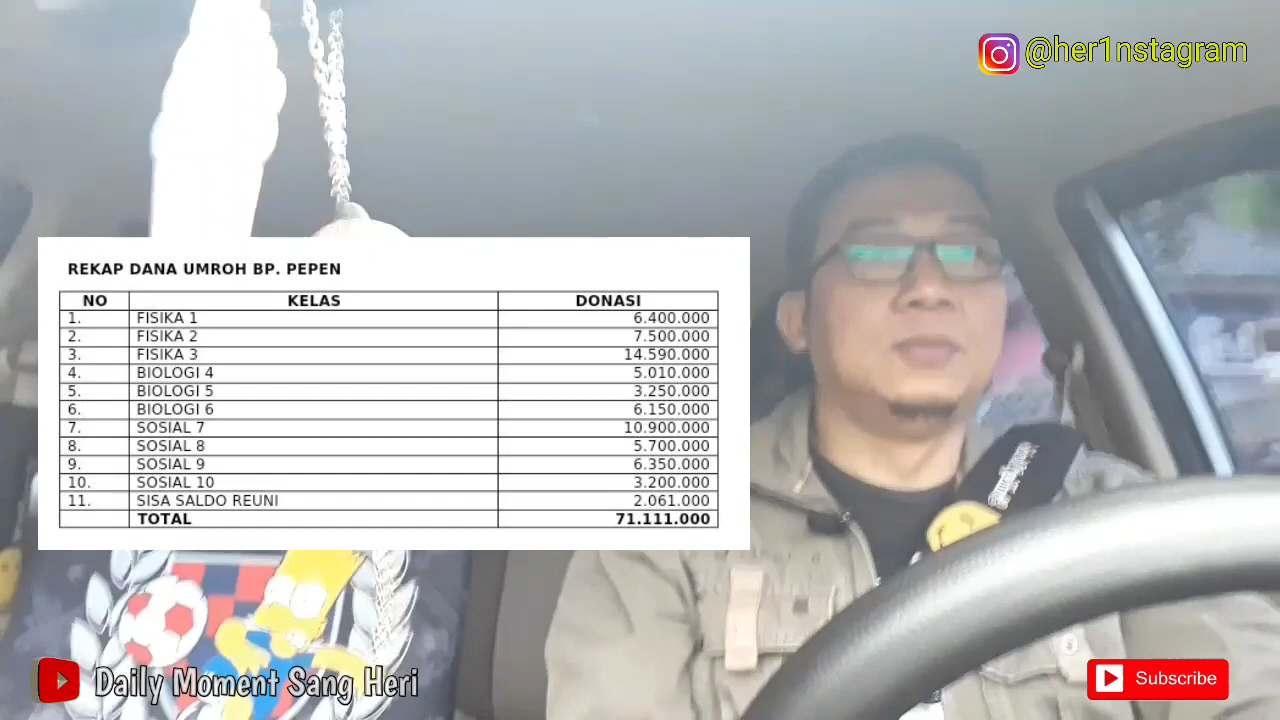 @her1nstagram
REKAP DANA UMROH BP. PEPEN
NO KELAS DONASI
1. FISIKA 1 6.400.000
2. FISIKA 2 7.500.000
3. FISIKA 3 14.590.000
4. BIOLOGI 4 5.010.000
5. BIOLOGI 5 3.250.000
6. BIOLOGI 6 6.150.000
7. SOSIAL 7 10.900.000
8. SOSIAL 8 5.700.000
9. SOSIAL 9 6.350.000
10. SOSIAL 10 3.200.000
11. SISA SALDO REUNI 2.061.000
TOTAL 71.111.000
Daily Moment Sang Heri
Subscribe